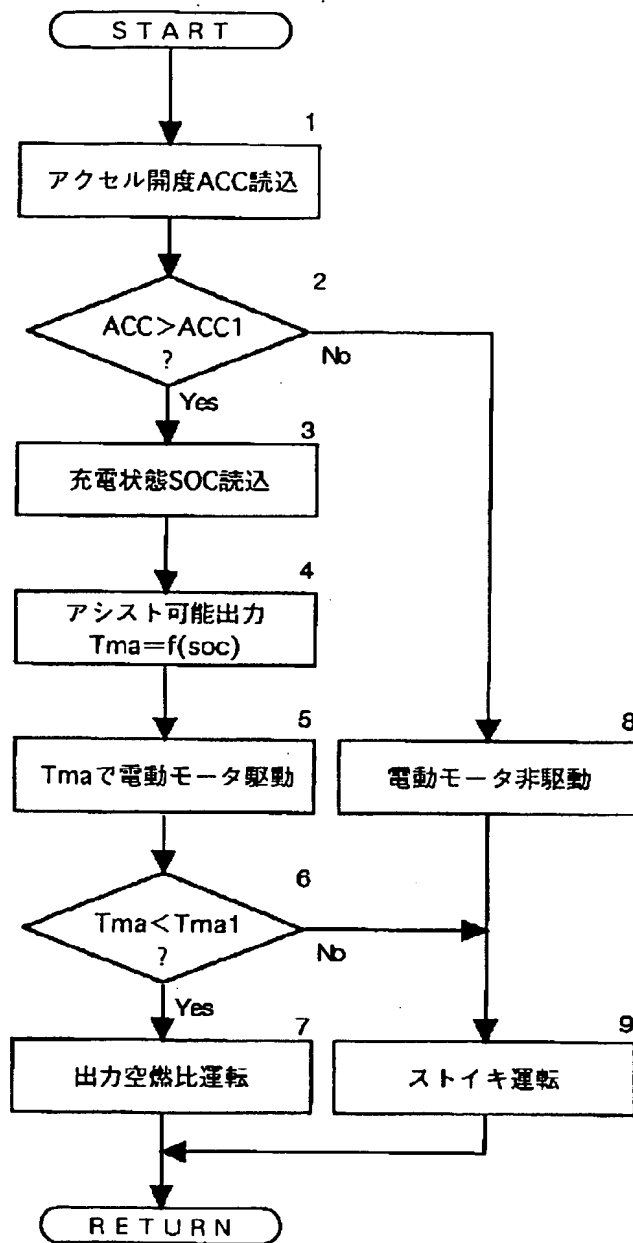 START
1
アクセル開度ACC読込
2
ACC>ACC1
?
No
Yes
3
充電状態SOC読込
4
アシスト可能出力
Tma=f(soc)
5
Tmaで電動モータ駆動
8
電動モータ非駆動
6
Tma<Tma1
?
No
Yes
7
出力空燃比運転
9
ストイキ運転
RETURN